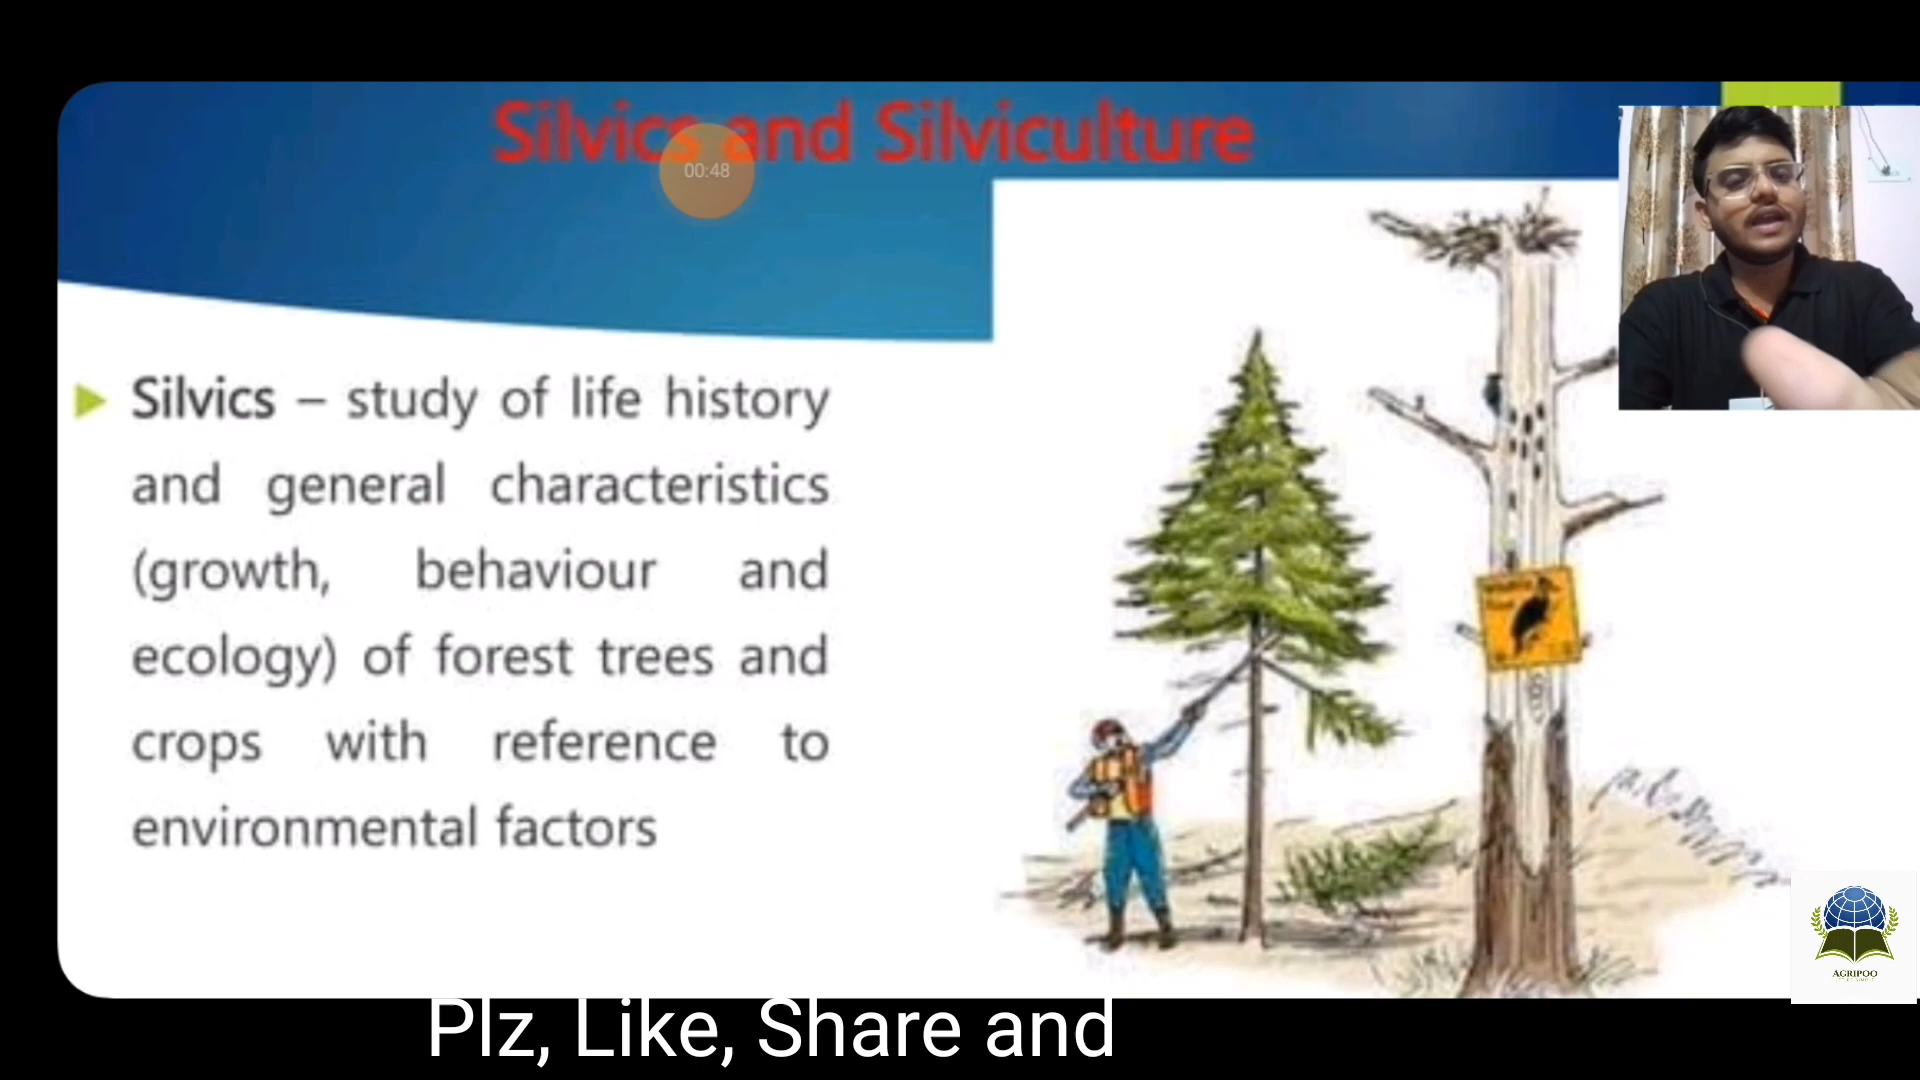 Silvics and Silviculture
00:48
Silvics – study of life history
and general characteristics
(growth, behaviour and
ecology) of forest trees and
crops with reference to
environmental factors
AGRIPOO
Plz, Like, Share and